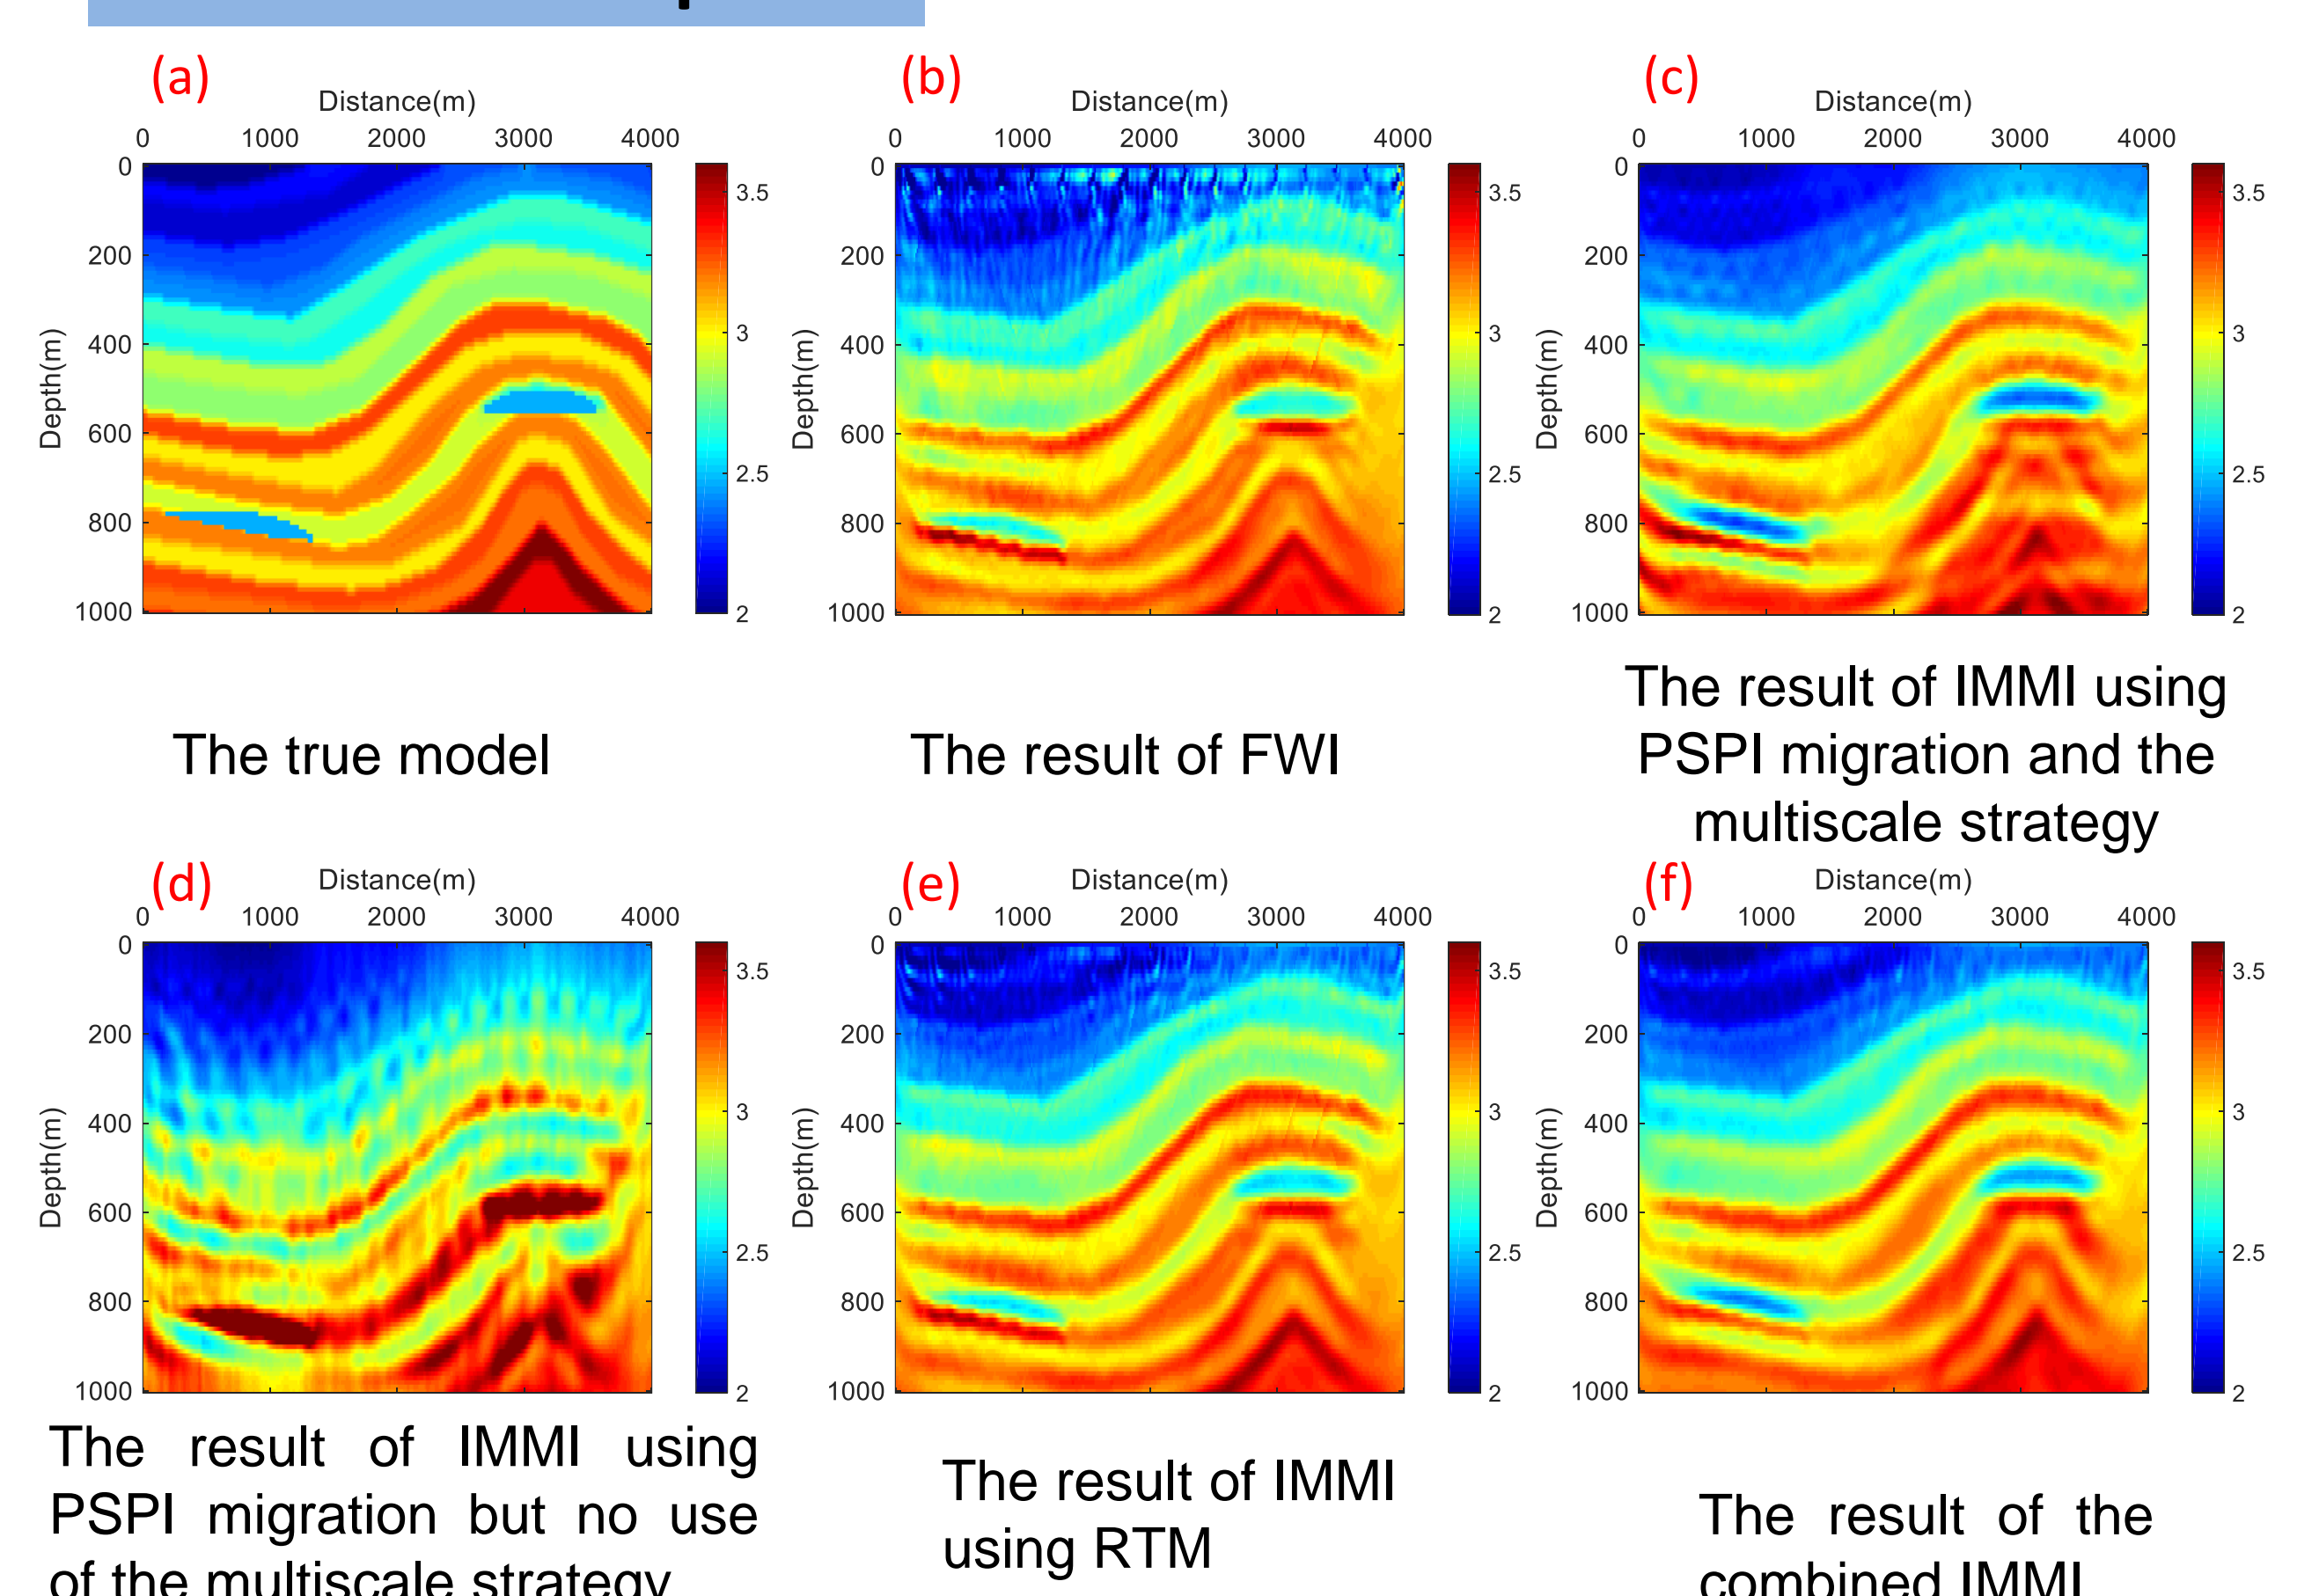 (a)
Distance(m)
0 1000 2000 3000 4000
0
200
400
600
800
1000
Depth(m)
3.5
3
2.5
2
The true model
(b)
Distance(m)
0 1000 2000 3000 4000
0
200
400
600
800
1000
Depth(m)
3.5
3
2.5
2
The result of FWI
(c)
Distance(m)
0 1000 2000 3000 4000
0
200
400
600
800
1000
Depth(m)
3.5
3
2.5
2
The result of IMMI using
PSPI migration and the
multiscale strategy
(d)
Distance(m)
0 1000 2000 3000 4000
0
200
400
600
800
1000
Depth(m)
3.5
3
2.5
2
The result of IMMI using
PSPI migration but no use
of the multiscale strategy
(e)
Distance(m)
0 1000 2000 3000 4000
0
200
400
600
800
1000
Depth(m)
3.5
3
2.5
2
The result of IMMI
using RTM
(f)
Distance(m)
0 1000 2000 3000 4000
0
200
400
600
800
1000
Depth(m)
3.5
3
2.5
2
The result of the
combined IMMI